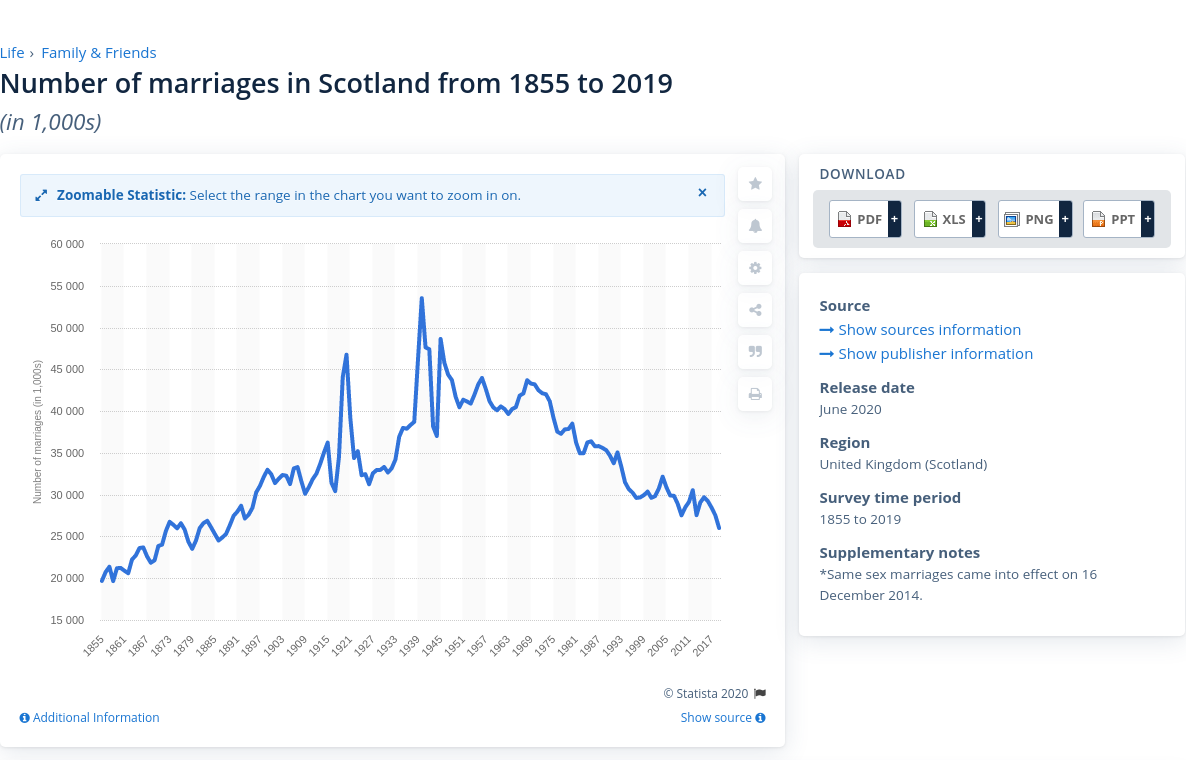 Life › Family & Friends
Number of marriages in Scotland from 1855 to 2019
(in 1,000s)
Zoomable Statistic: Select the range in the chart you want to zoom in on.
×
60 000
55 000
50 000
45 000
40 000
35 000
30 000
25 000
20 000
15 000
Number of marriages (in 1,000s)
1855
1861
1867
1873
1879
1885
1891
1897
1903
1909
1915
1921
1927
1933
1939
1945
1951
1957
1963
1969
1975
1981
1987
1993
1999
2005
2011
2017
© Statista 2020
Additional Information
Show source
DOWNLOAD
PDF +
XLS +
PNG +
PPT +
Source
Show sources information
Show publisher information
Release date
June 2020
Region
United Kingdom (Scotland)
Survey time period
1855 to 2019
Supplementary notes
*Same sex marriages came into effect on 16
December 2014.